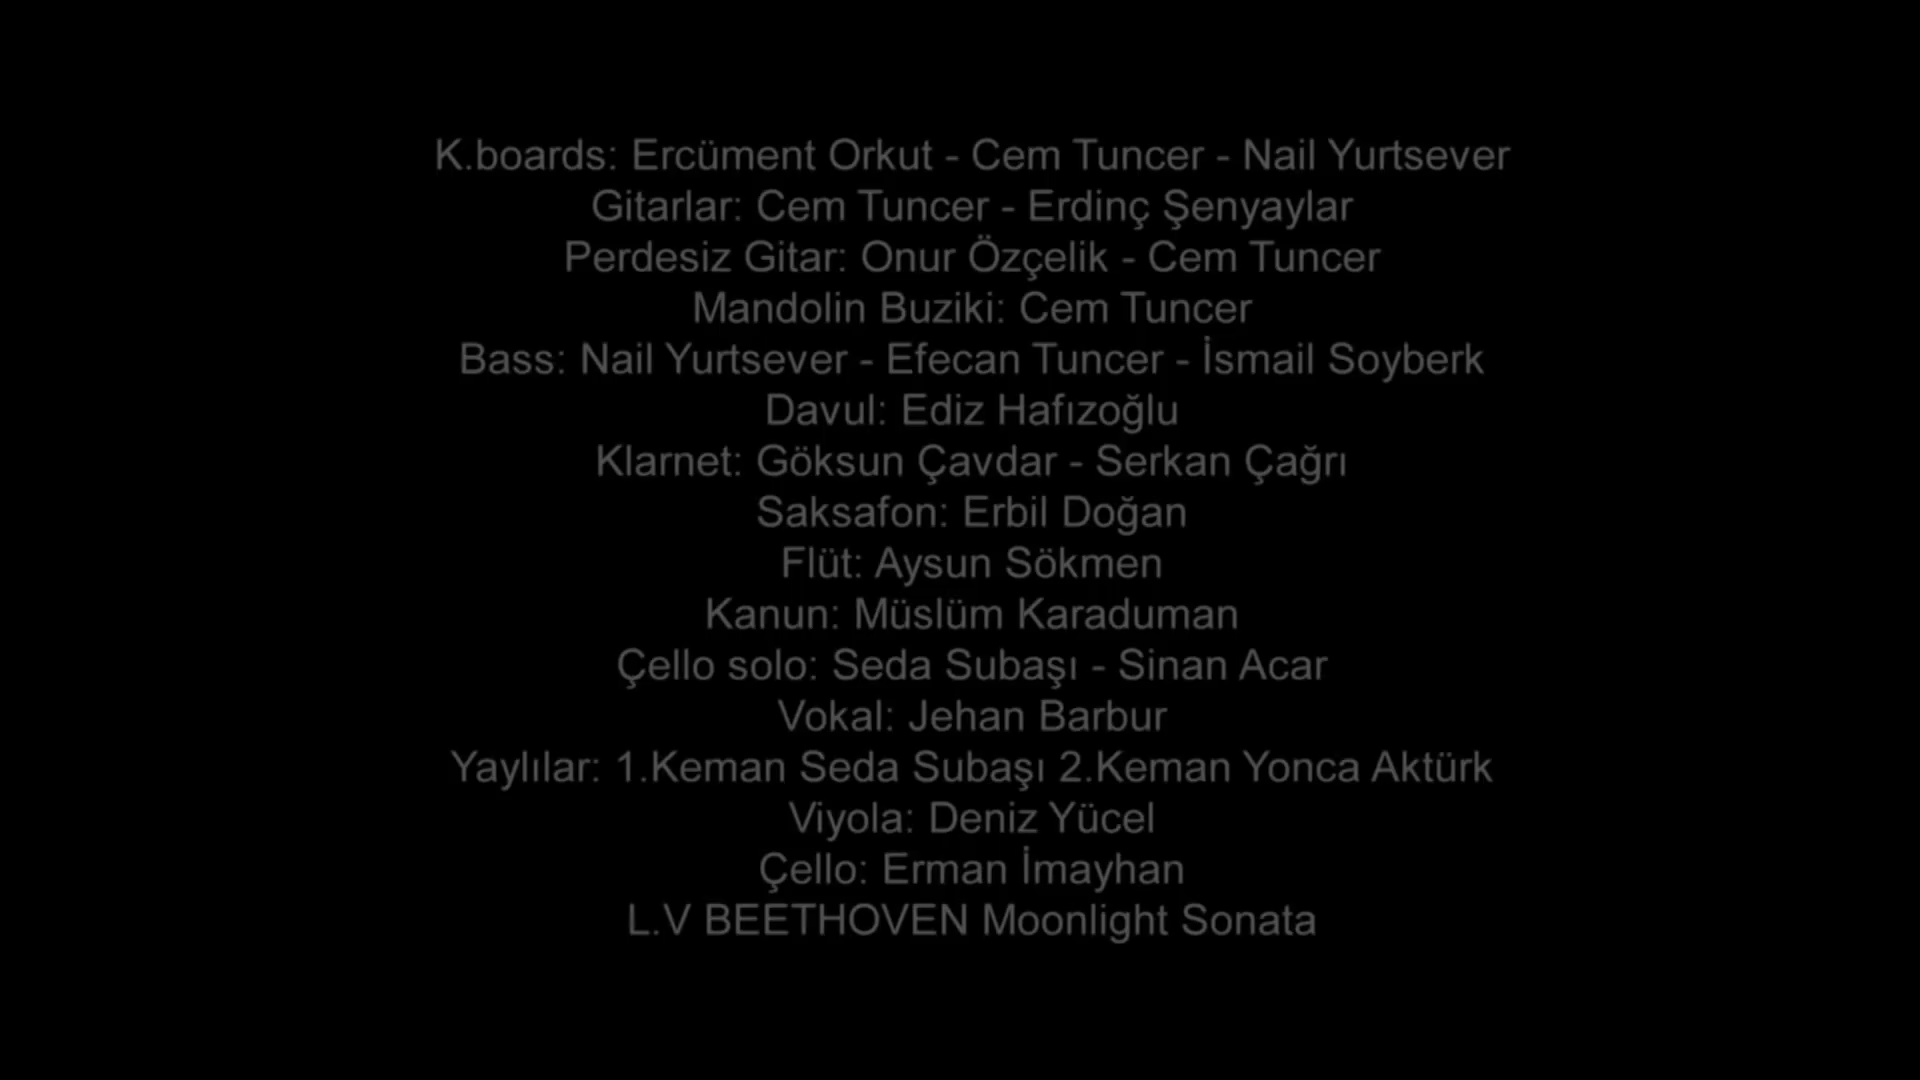 K.boards: Ercüment Orkut - Cem Tuncer - Nail Yurtsever
Gitarlar: Cem Tuncer - Erdinç Şenyaylar
Perdesiz Gitar: Onur Özçelik - Cem Tuncer
Mandolin Buziki: Cem Tuncer
Bass: Nail Yurtsever - Efecan Tuncer - İsmail Soyberk
Davul: Ediz Hafızoğlu
Klarnet: Göksun Çavdar - Serkan Çağrı
Saksafon: Erbil Doğan
Flüt: Aysun Sökmen
Kanun: Müslüm Karaduman
Çello solo: Seda Subaşı - Sinan Acar
Vokal: Jehan Barbur
Yaylılar: 1.Keman Seda Subaşı 2.Keman Yonca Aktürk
Viyola: Deniz Yücel
Çello: Erman İmayhan
L.V BEETHOVEN Moonlight Sonata